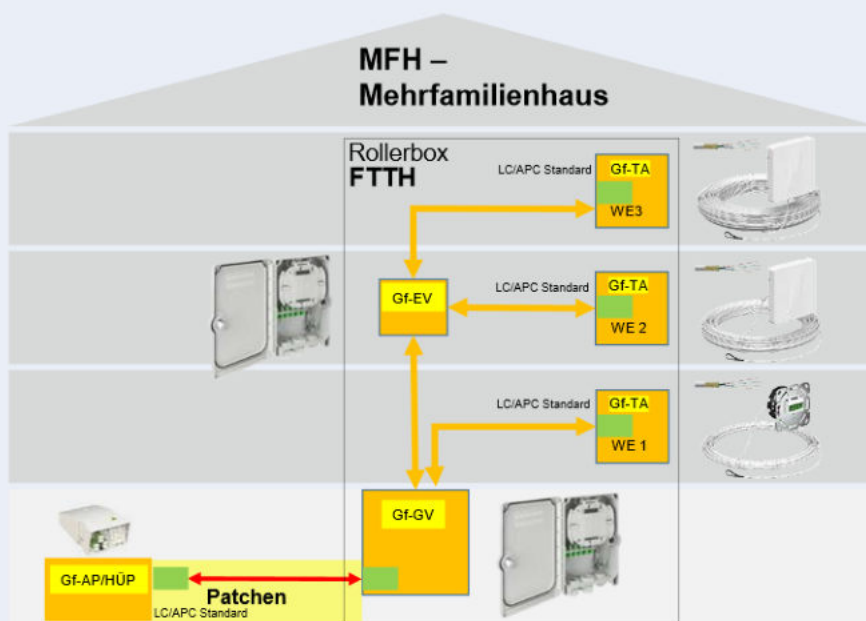 MFH –
Mehrfamilienhaus
Rollerbox
FTTH
LC/APC Standard
Gf-TA
WE3
Gf-EV
LC/APC Standard
Gf-TA
WE 2
LC/APC Standard
Gf-TA
WE 1
Gf-GV
Gf-AP/HÜP
Patchen
LC/APC Standard